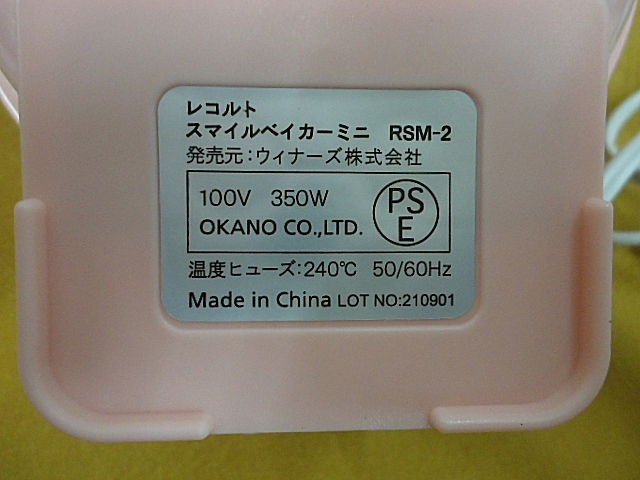 レコルト
スマイルベイカーミニ RSM-2
発売元:ウィナーズ株式会社
100V 350W
OKANO CO.,LTD.
PS
E
温度ヒューズ:240℃ 50/60Hz
Made in China LOT NO:210901